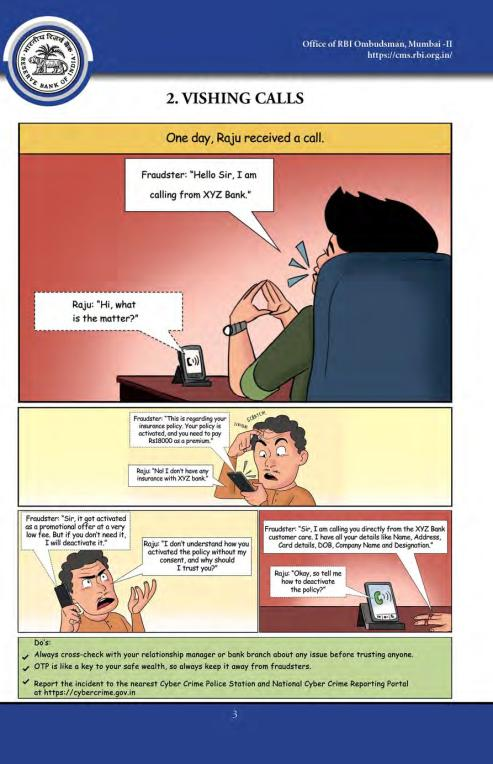 भारतीय रिज़र्व बैंक
RESERVE BANK OF INDIA
Office of RBI Ombudsman, Mumbai -II
https://cms.rbi.org.in/
2. VISHING CALLS
One day, Raju received a call.
Fraudster: "Hello Sir, I am
calling from XYZ Bank."
Raju: "Hi, what
is the matter?"
Fraudster: "This is regarding your
insurance policy. Your policy is
activated, and you need to pay
Rs18000 as a premium."
SCRATCH
Raju: "No! I don't have any
insurance with XYZ bank."
Fraudster: "Sir, it got activated
as a promotional offer at a very
low fee. But if you don't need it,
I will deactivate it."
Raju: "I don't understand how you
activated the policy without my
consent, and why should
I trust you?"
Fraudster: "Sir, I am calling you directly from the XYZ Bank
customer care. I have all your details like Name, Address,
Card details, DOB, Company Name and Designation."
Raju: "Okay, so tell me
how to deactivate
the policy?"
Do's:
✓ Always cross-check with your relationship manager or bank branch about any issue before trusting anyone.
✓ OTP is like a key to your safe wealth, so always keep it away from fraudsters.
✓ Report the incident to the nearest Cyber Crime Police Station and National Cyber Crime Reporting Portal
at https://cybercrime.gov.in
3